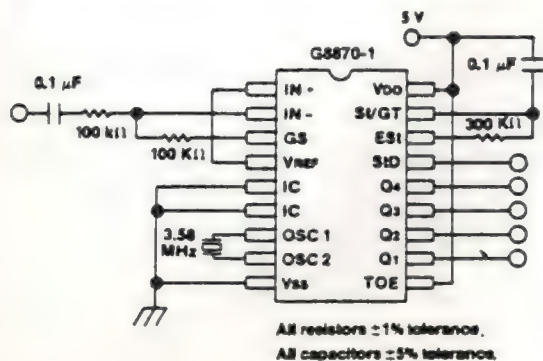 5 V
G8870-1
0.1 µF
0.1 µF
100 kΩ
100 KΩ
300 KΩ
3.58
MHz
IN+
IN-
GS
VREF
IC
IC
OSC 1
OSC 2
VSS
VDD
St/GT
ESt
StD
Q4
Q3
Q2
Q1
TOE
All resistors ±1% tolerance.
All capacitors ±5% tolerance.